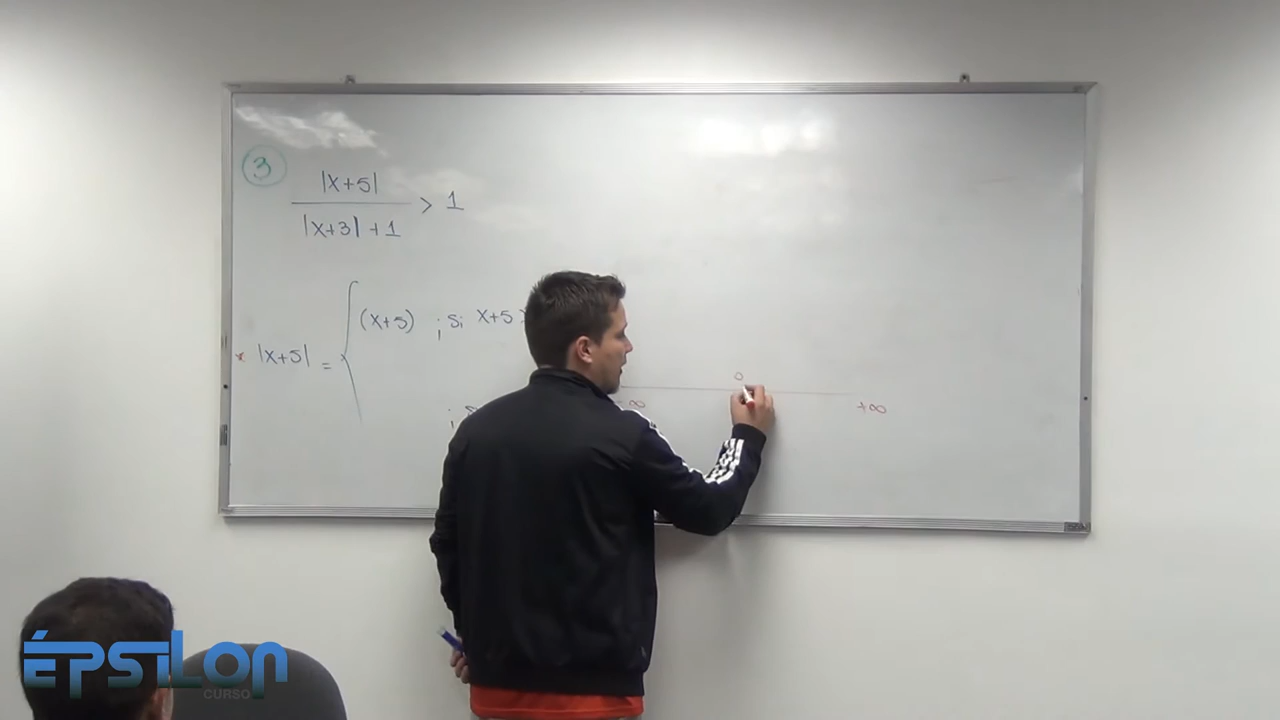 3
|x+5|
|x+3| + 1
> 1
* |x+5| = (x+5) ; si x+5
;
0
- ∞
+∞
ÉPSILON
CURSO